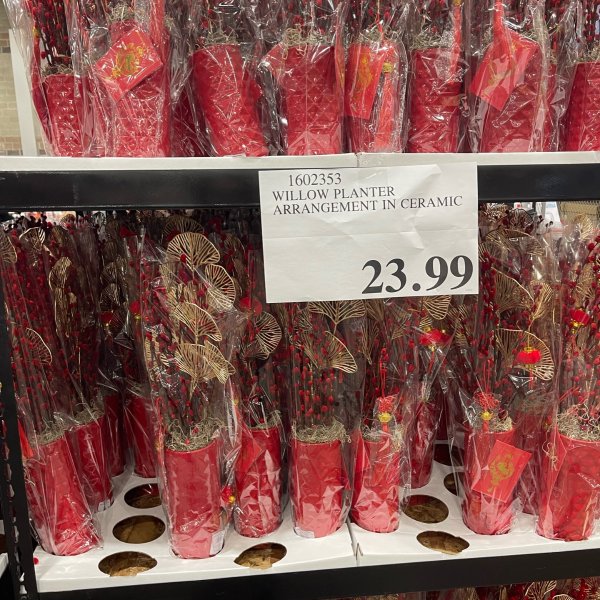 1602353
WILLOW PLANTER
ARRANGEMENT IN CERAMIC
23.99